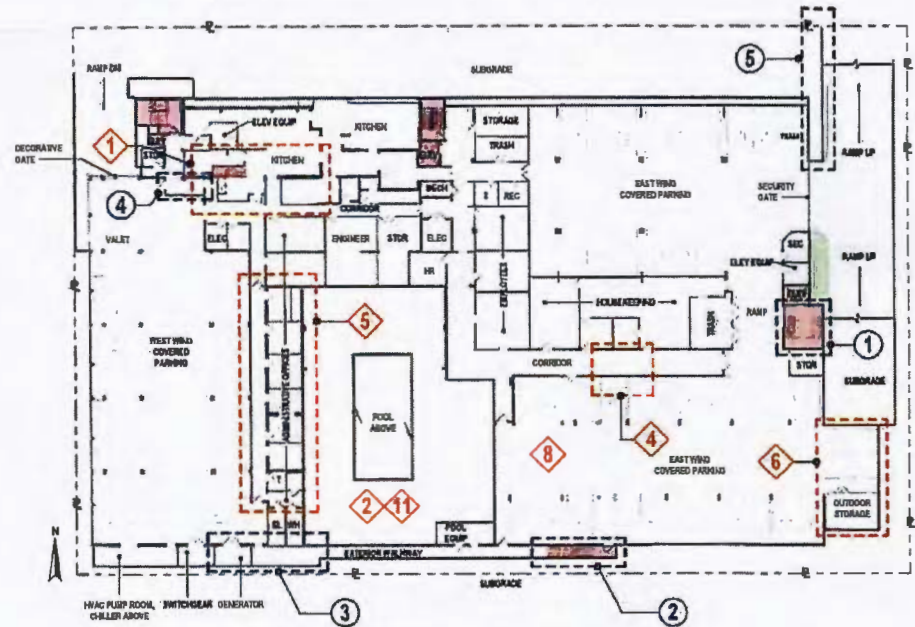 SUBGRADE
5
RAMP DN
ELEV EQUIP
KITCHEN
STORAGE
TRASH
RAMP UP
DECORATIVE
GATE
1
STOR
KITCHEN
4
MECH
REC
EAST WING
COVERED PARKING
SECURITY
GATE
CORRIDOR
VALET
ELEC
ENGINEER
STOR
ELEC
HR
EMPLOYEE
SEC
ELEV EQUIP
RAMP UP
5
HOUSEKEEPING
TRASH
RAMP
1
WEST WING
COVERED PARKING
ADMINISTRATIVE OFFICES
CORRIDOR
STOR
SUBGRADE
POOL
ABOVE
4
8
EAST WING
COVERED PARKING
6
2
11
OUTDOOR
STORAGE
POOL
EQUIP
N
EXTERIOR WALKWAY
SUBGRADE
HVAC PUMP ROOM,
CHILLER ABOVE
SWITCHGEAR
GENERATOR
3
2